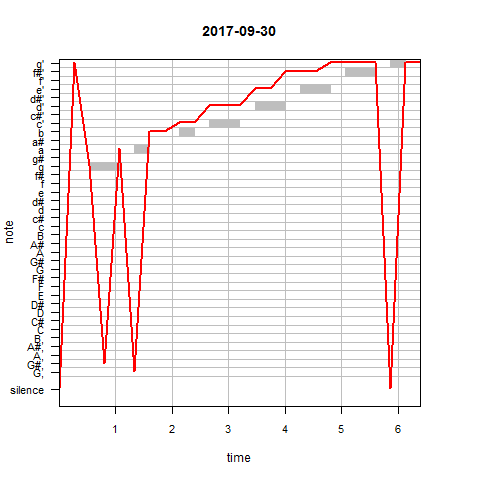 2017-09-30
g'
f#'
f'
e'
d#'
d'
c#'
c'
b
a#
a
g#
g
f#
f
e
d#
d
c#
c
B
A#
A
G#
G
F#
F
E
D#
D
C#
C
B,
A#,
A,
G#,
G,
silence
note
1 2 3 4 5 6
time